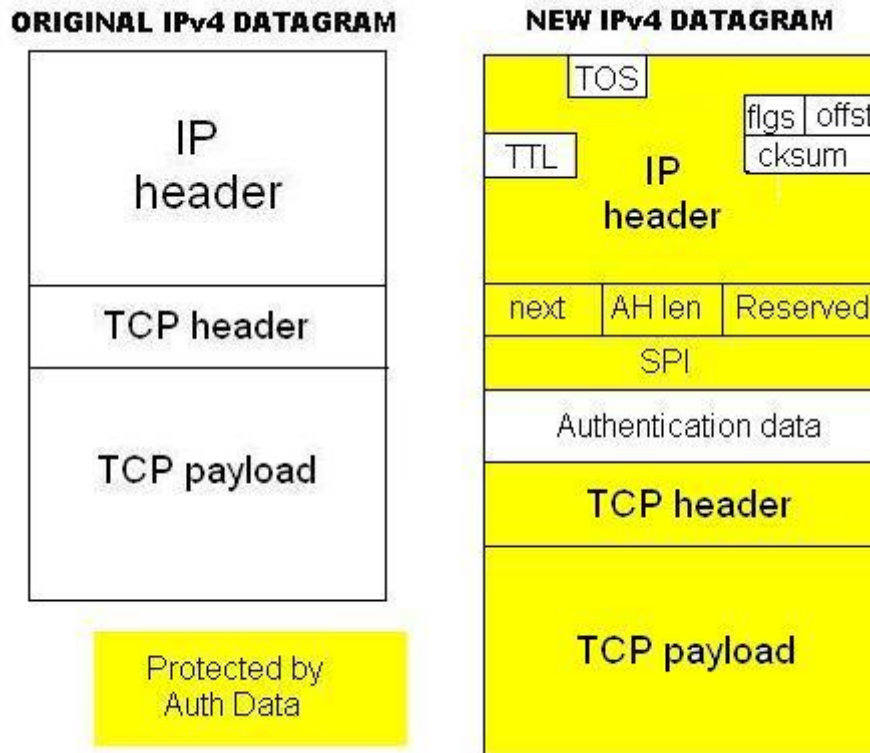 ORIGINAL IPv4 DATAGRAM
IP
header
TCP header
TCP payload
Protected by
Auth Data
NEW IPv4 DATAGRAM
TOS
flgs offst
TTL
cksum
IP
header
next AH len Reserved
SPI
Authentication data
TCP header
TCP payload